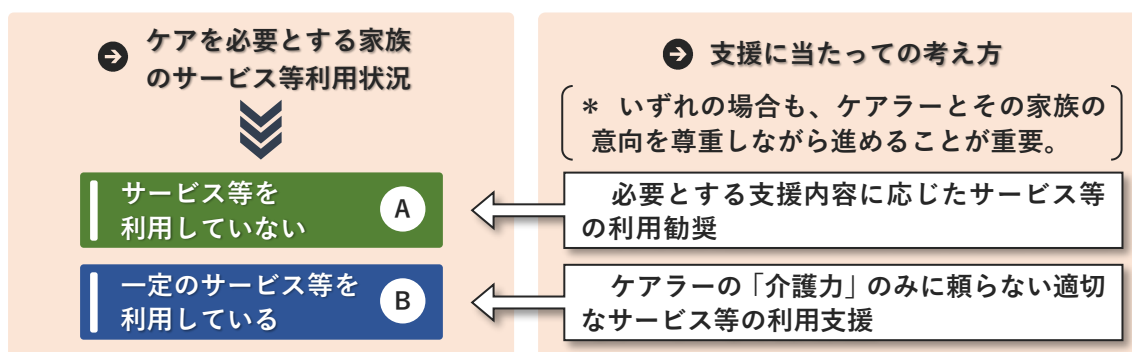 ケアを必要とする家族
のサービス等利用状況
サービス等を
利用していない
A
一定のサービス等を
利用している
B
支援に当たっての考え方
＊ いずれの場合も、ケアラーとその家族の
意向を尊重しながら進めることが重要。
必要とする支援内容に応じたサービス等
の利用勧奨
ケアラーの「介護力」のみに頼らない適切
なサービス等の利用支援